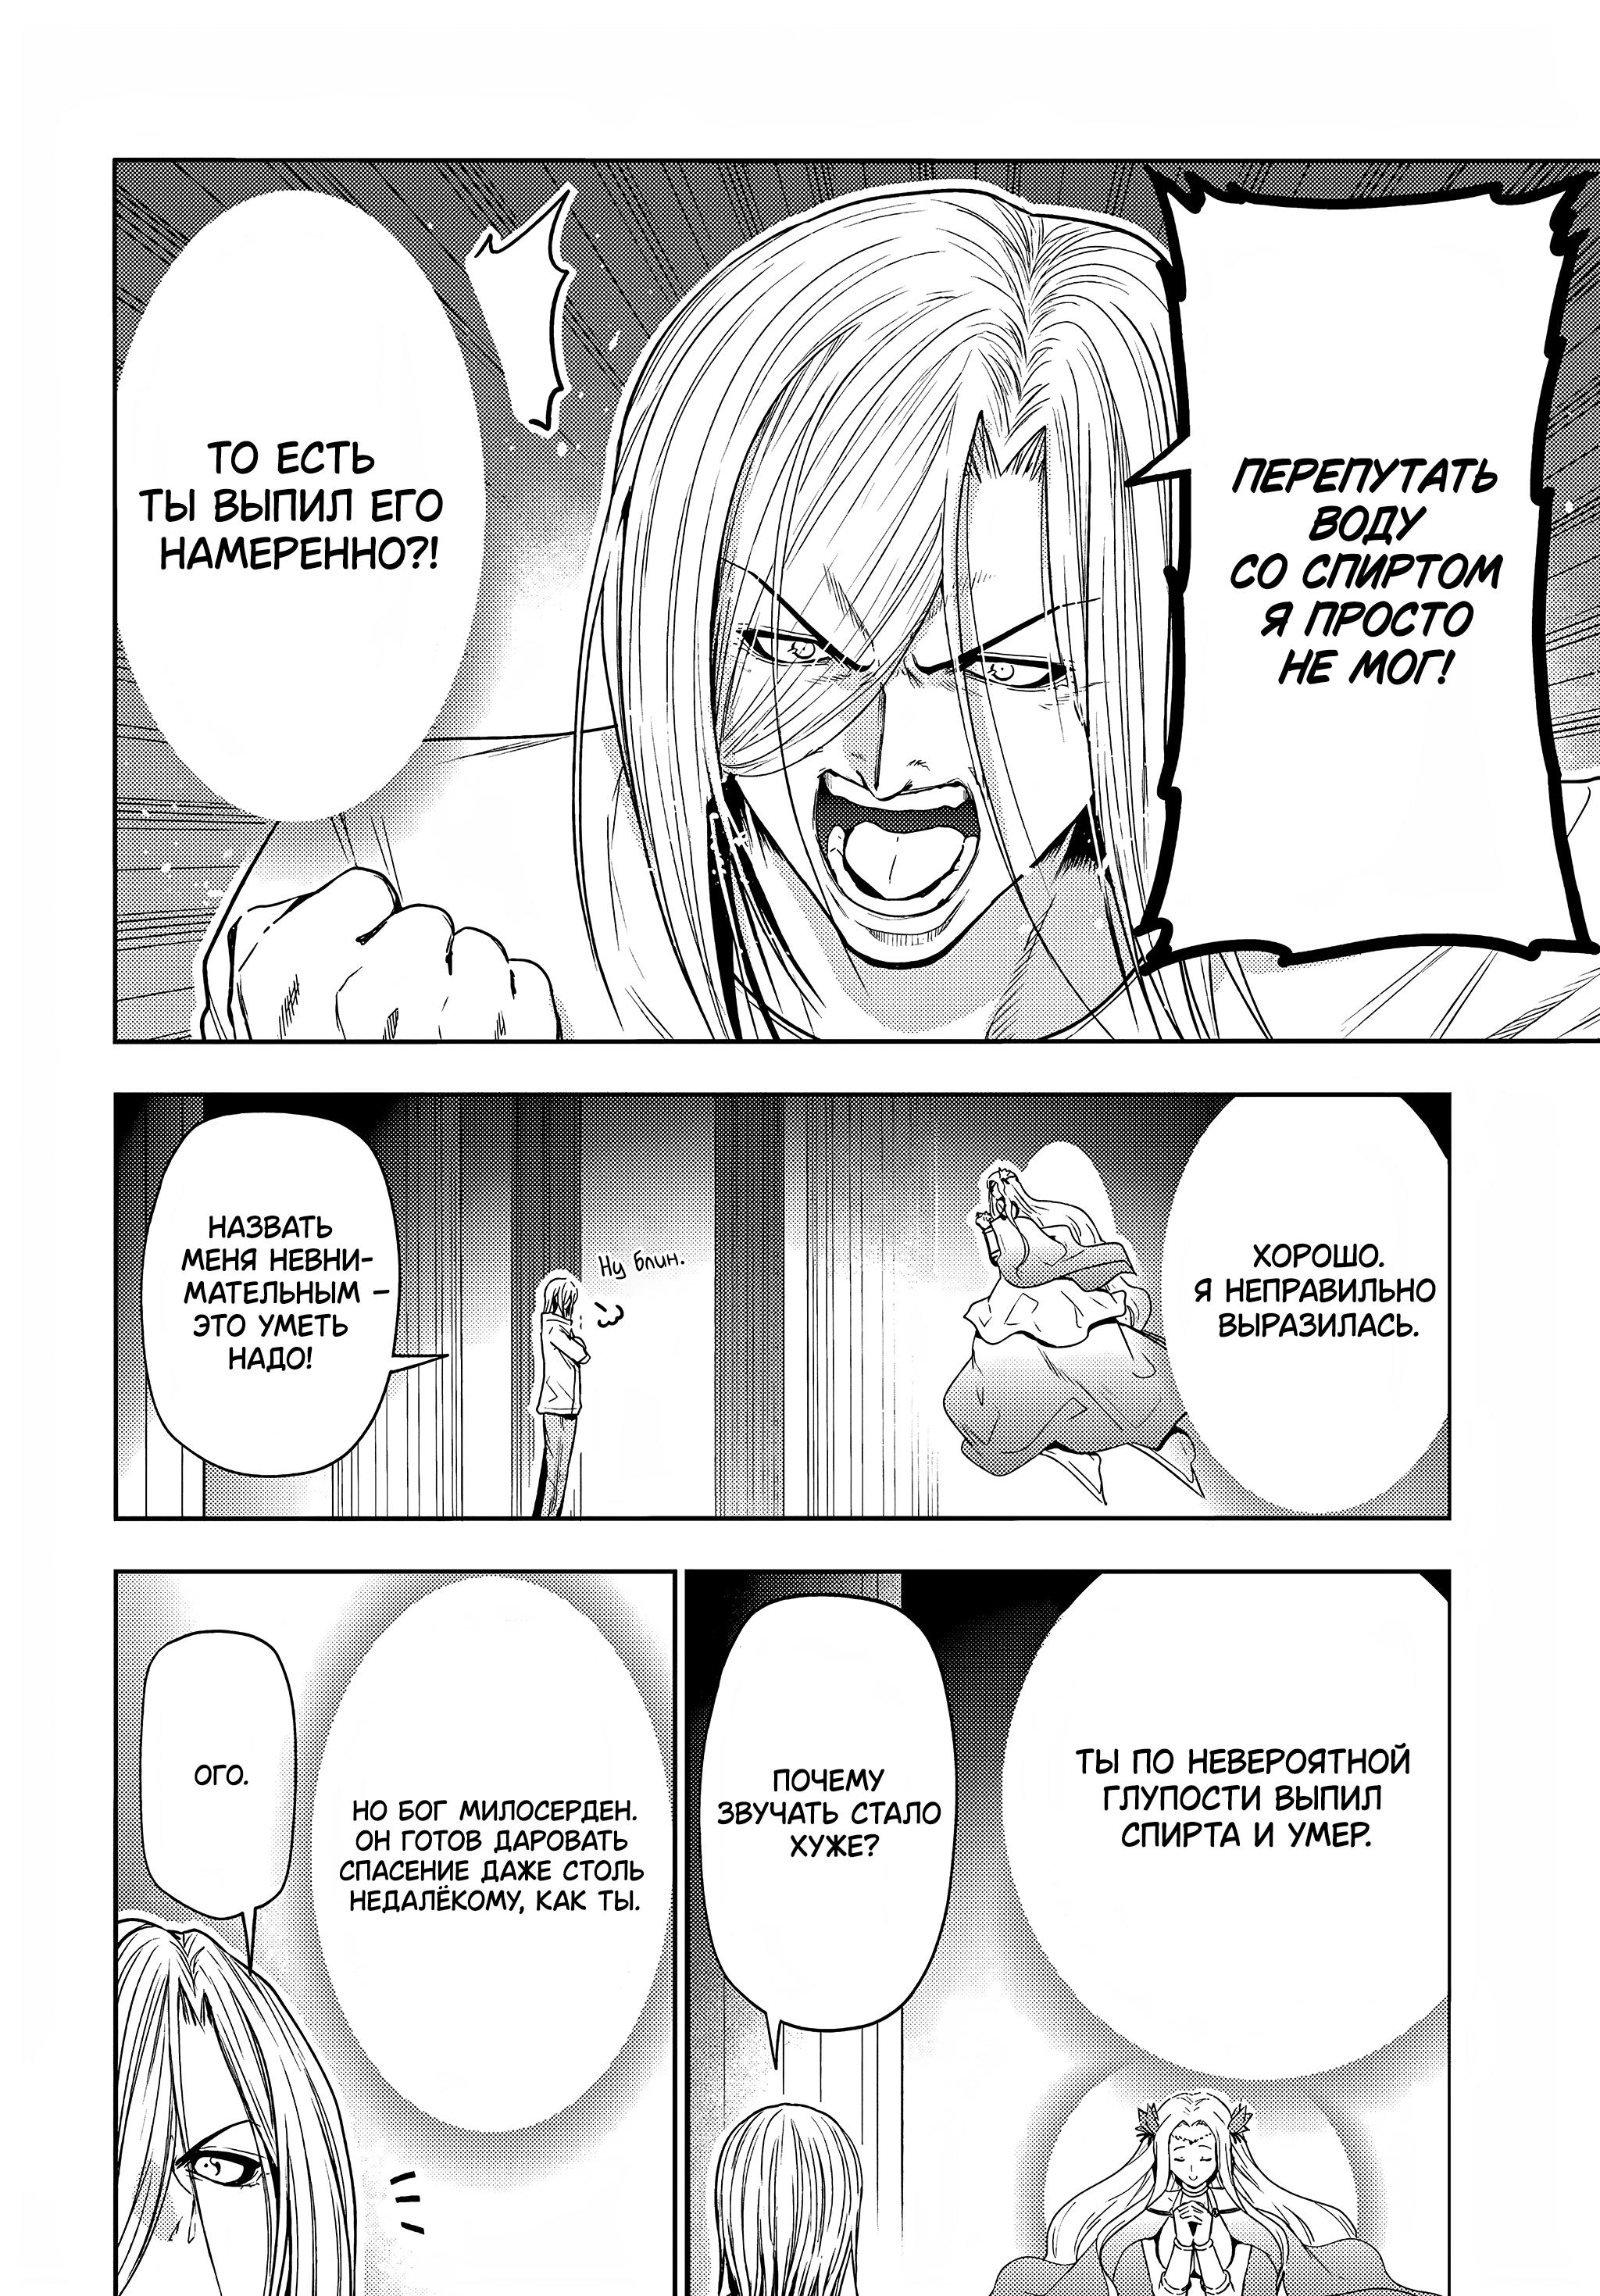 ПЕРЕПУТАТЬ
ВОДУ
СО СПИРТОМ
Я ПРОСТО
НЕ МОГ!
ТО ЕСТЬ
ТЫ ВЫПИЛ ЕГО
НАМЕРЕННО?!
ХОРОШО.
Я НЕПРАВИЛЬНО
ВЫРАЗИЛАСЬ.
Ну блин.
НАЗВАТЬ
МЕНЯ НЕВНИ-
МАТЕЛЬНЫМ –
ЭТО УМЕТЬ
НАДО!
ТЫ ПО НЕВЕРОЯТНОЙ
ГЛУПОСТИ ВЫПИЛ
СПИРТА И УМЕР.
ПОЧЕМУ
ЗВУЧАТЬ СТАЛО
ХУЖЕ?
НО БОГ МИЛОСЕРДЕН.
ОН ГОТОВ ДАРОВАТЬ
СПАСЕНИЕ ДАЖЕ СТОЛЬ
НЕДАЛЁКОМУ, КАК ТЫ.
ОГО.